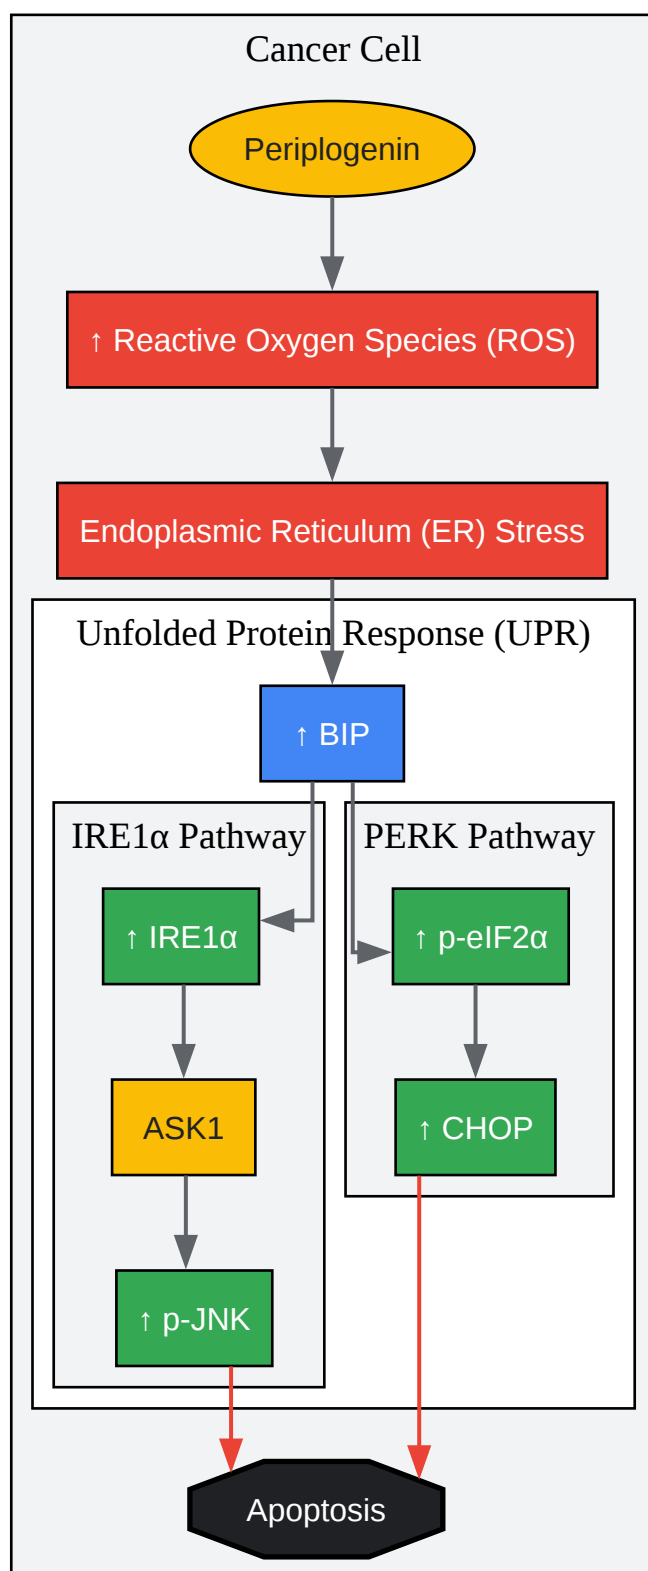 Cancer Cell
Periplogenin
↑ Reactive Oxygen Species (ROS)
Endoplasmic Reticulum (ER) Stress
Unfolded Protein Response (UPR)
↑ BIP
IRE1α Pathway
PERK Pathway
↑ IRE1α
↑ p-eIF2α
ASK1
↑ CHOP
↑ p-JNK
Apoptosis